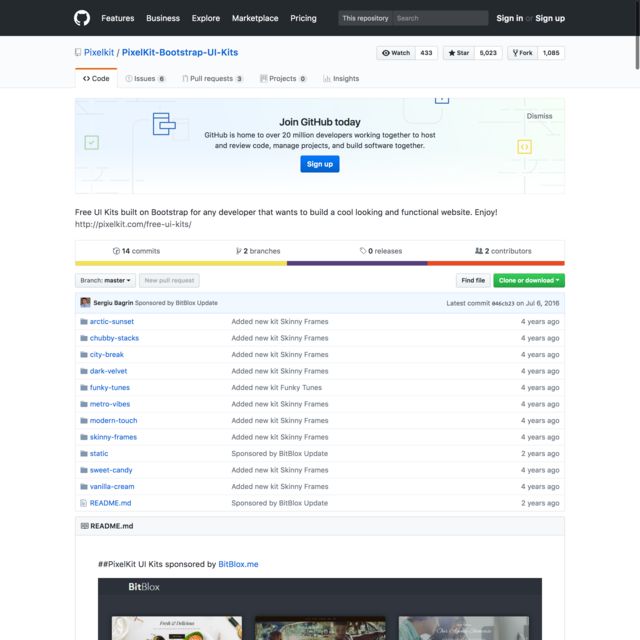 Features Business Explore Marketplace Pricing This repository Search Sign in or Sign up
Pixelkit / PixelKit-Bootstrap-UI-Kits Watch 433 Star 5,023 Fork 1,085
Code Issues 6 Pull requests 3 Projects 0 Insights
Dismiss
Join GitHub today
GitHub is home to over 20 million developers working together to host
and review code, manage projects, and build software together.
Sign up
Free UI Kits built on Bootstrap for any developer that wants to build a cool looking and functional website. Enjoy!
http://pixelkit.com/free-ui-kits/
14 commits 2 branches 0 releases 2 contributors
Branch: master New pull request Find file Clone or download
Sergiu Bagrin Sponsored by BitBlox Update Latest commit 046cb23 on Jul 6, 2016
arctic-sunset Added new kit Skinny Frames 4 years ago
chubby-stacks Added new kit Skinny Frames 4 years ago
city-break Added new kit Skinny Frames 4 years ago
dark-velvet Added new kit Skinny Frames 4 years ago
funky-tunes Added new kit Funky Tunes 4 years ago
metro-vibes Added new kit Skinny Frames 4 years ago
modern-touch Added new kit Skinny Frames 4 years ago
skinny-frames Added new kit Skinny Frames 4 years ago
static Sponsored by BitBlox Update 2 years ago
sweet-candy Added new kit Skinny Frames 4 years ago
vanilla-cream Added new kit Skinny Frames 4 years ago
README.md Sponsored by BitBlox Update 2 years ago
README.md
##PixelKit UI Kits sponsored by BitBlox.me
BitBlox
Fresh & Delicious